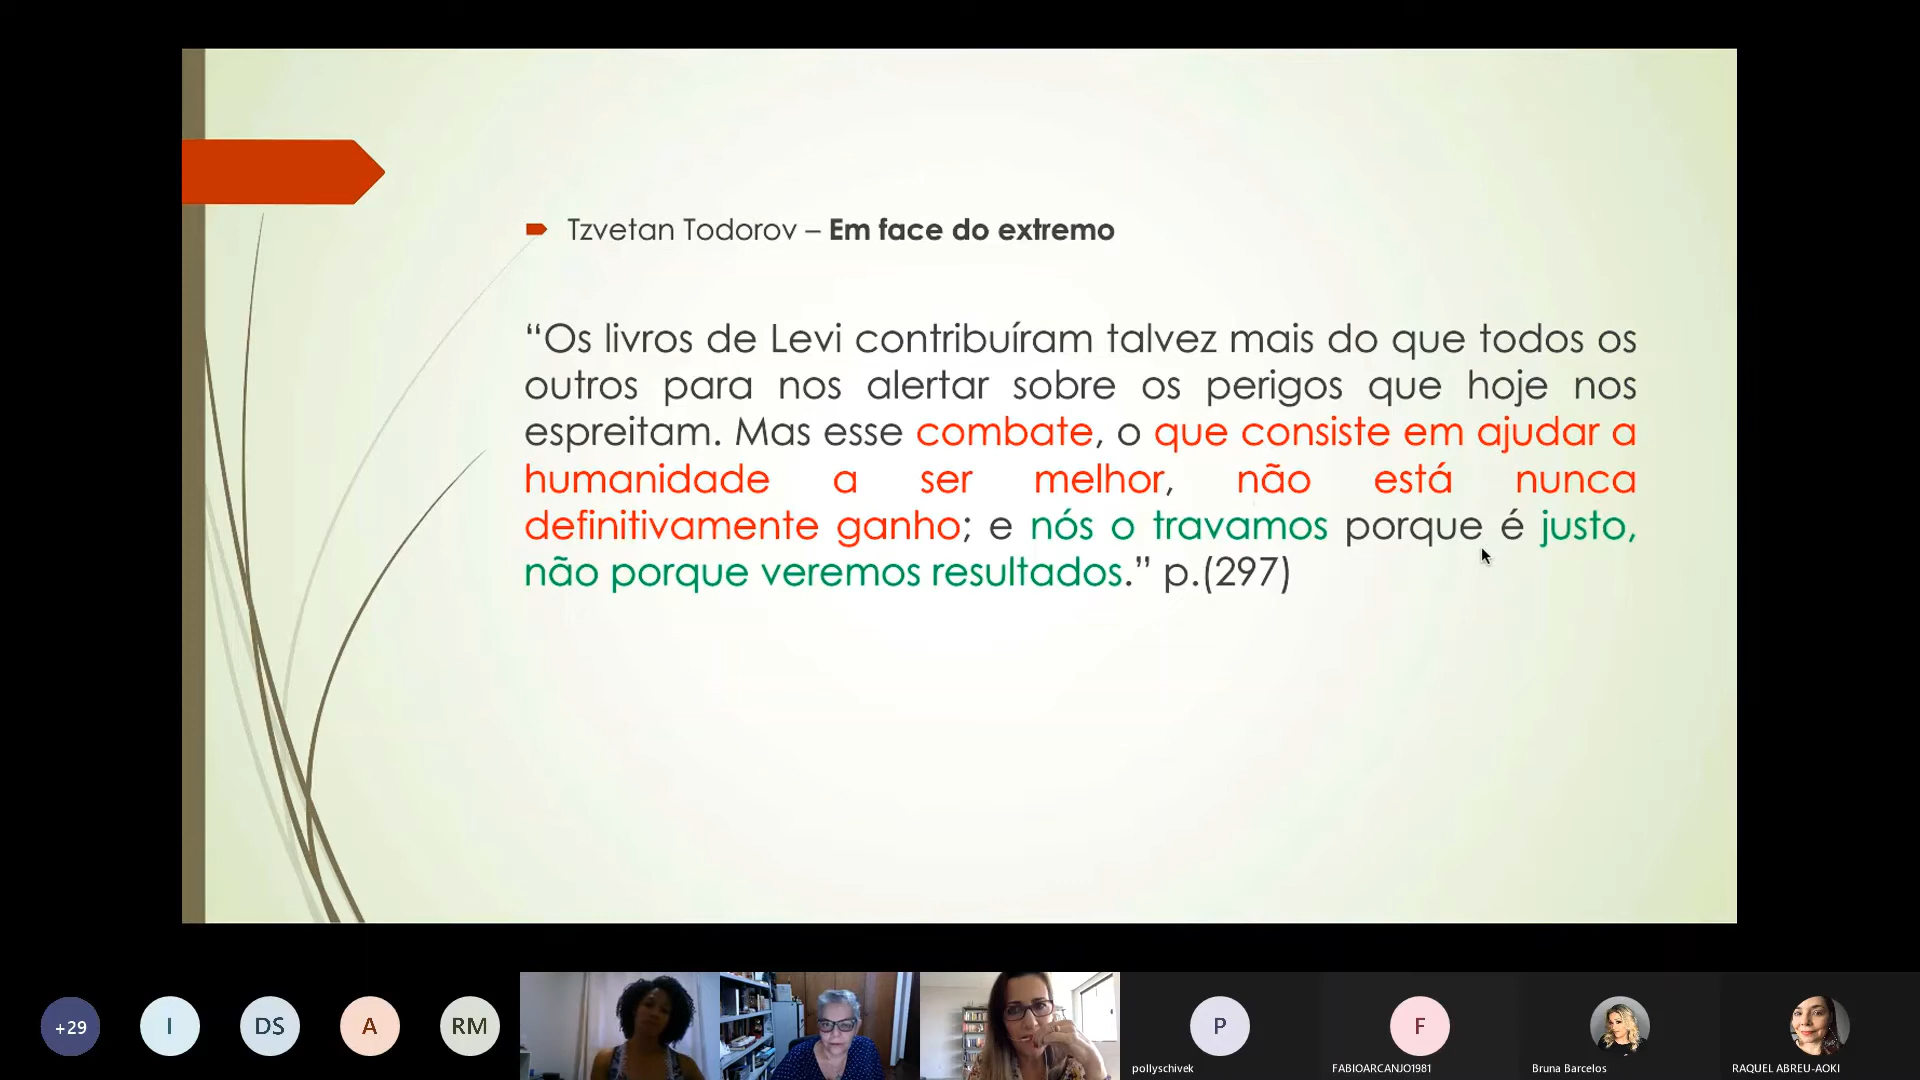 Tzvetan Todorov – Em face do extremo
“Os livros de Levi contribuíram talvez mais do que todos os
outros para nos alertar sobre os perigos que hoje nos
espreitam. Mas esse combate, o que consiste em ajudar a
humanidade a ser melhor, não está nunca
definitivamente ganho; e nós o travamos porque é justo,
não porque veremos resultados.” p.(297)
+29
I
DS
A
RM
P
F
pollyschivek
FABIOARCANJO1981
Bruna Barcelos
RAQUEL ABREU-AOKI